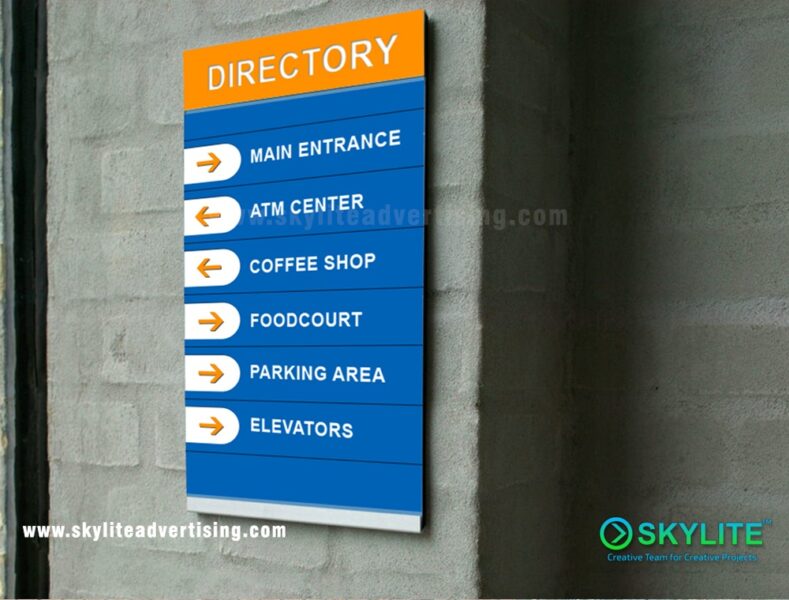 DIRECTORY
MAIN ENTRANCE
ATM CENTER
www.skyliteadvertising.com
COFFEE SHOP
FOODCOURT
PARKING AREA
ELEVATORS
www.skyliteadvertising.com
SKYLITE™
Creative Team for Creative Projects